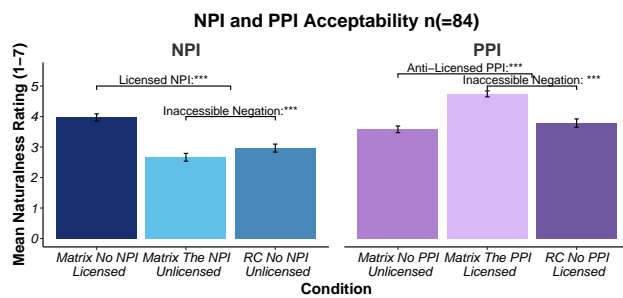 NPI and PPI Acceptability n(=84)
NPI
PPI
Mean Naturalness Rating (1−7)
5
4
3
2
1
0
Licensed NPI:***
Inaccessible Negation:***
Anti−Licensed PPI:***
Inaccessible Negation: ***
Matrix No NPI
Licensed
Matrix The NPI
Unlicensed
RC No NPI
Unlicensed
Matrix No PPI
Unlicensed
Matrix The PPI
Licensed
RC No PPI
Licensed
Condition